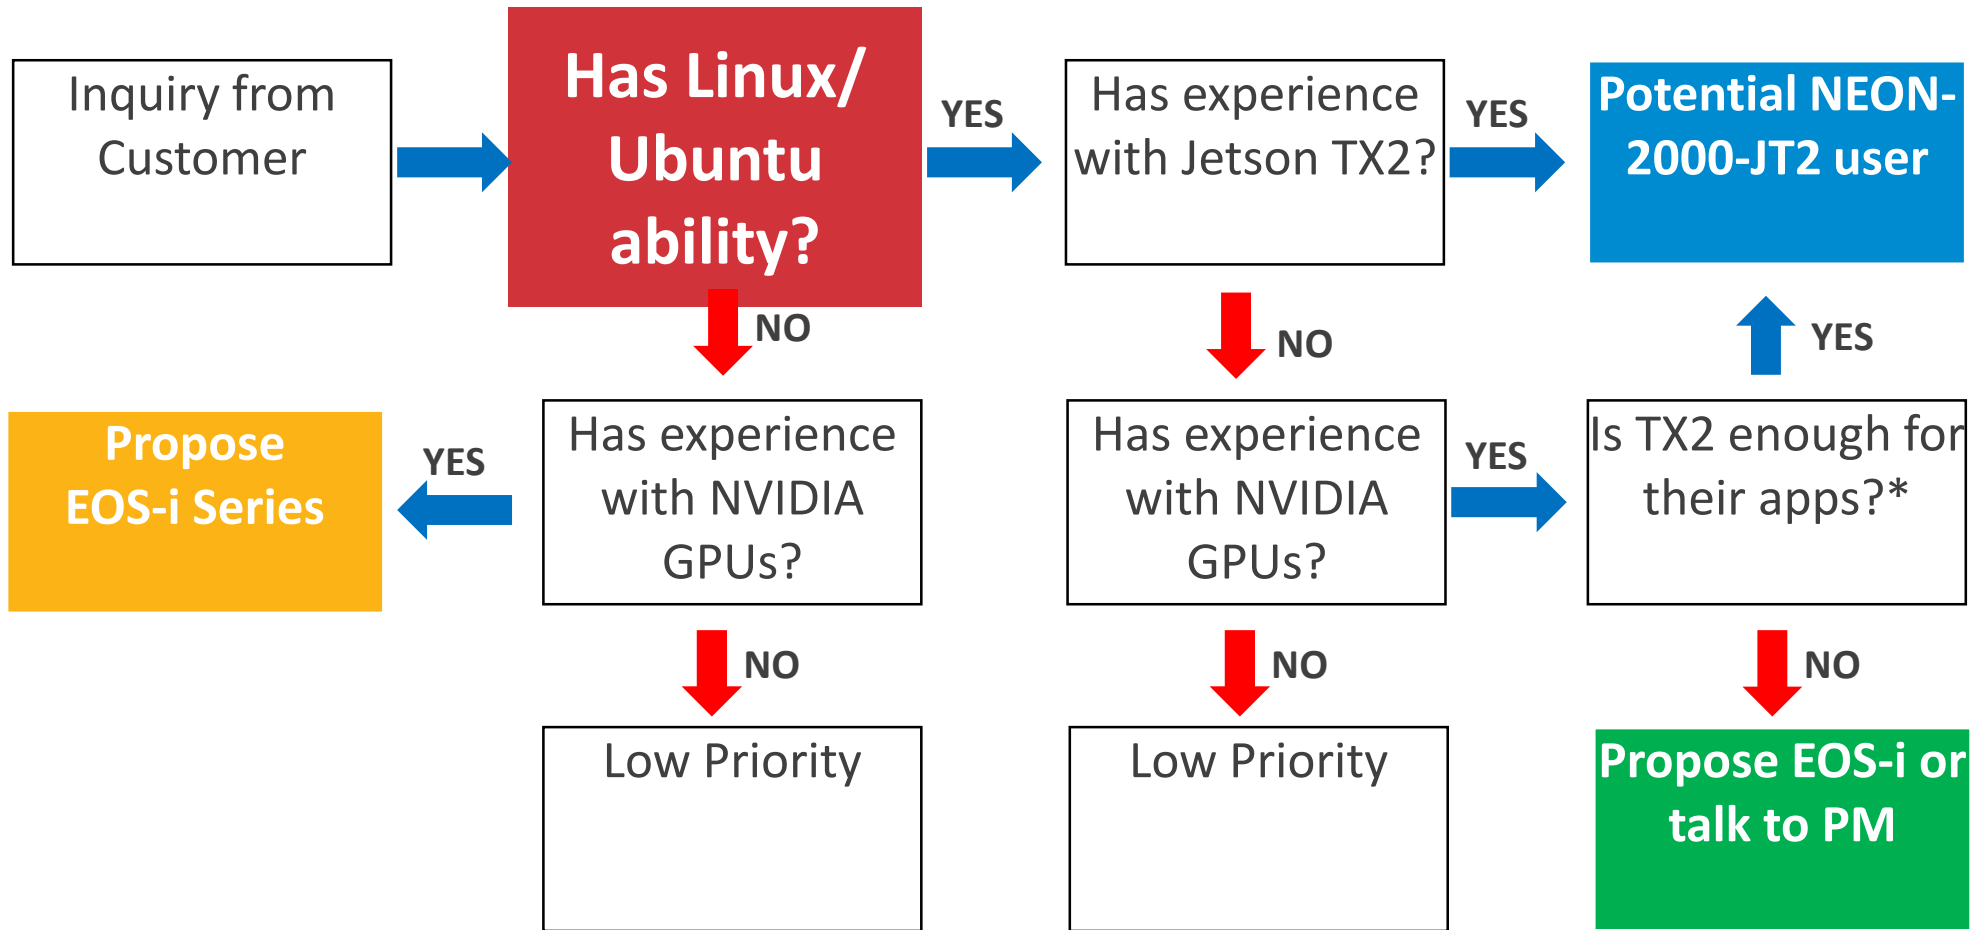 Inquiry from
Customer
Has Linux/
Ubuntu
ability?
YES
Has experience
with Jetson TX2?
YES
Potential NEON-
2000-JT2 user
NO
NO
YES
Propose
EOS-i Series
YES
Has experience
with NVIDIA
GPUs?
Has experience
with NVIDIA
GPUs?
YES
Is TX2 enough for
their apps?*
NO
NO
NO
Low Priority
Low Priority
Propose EOS-i or
talk to PM